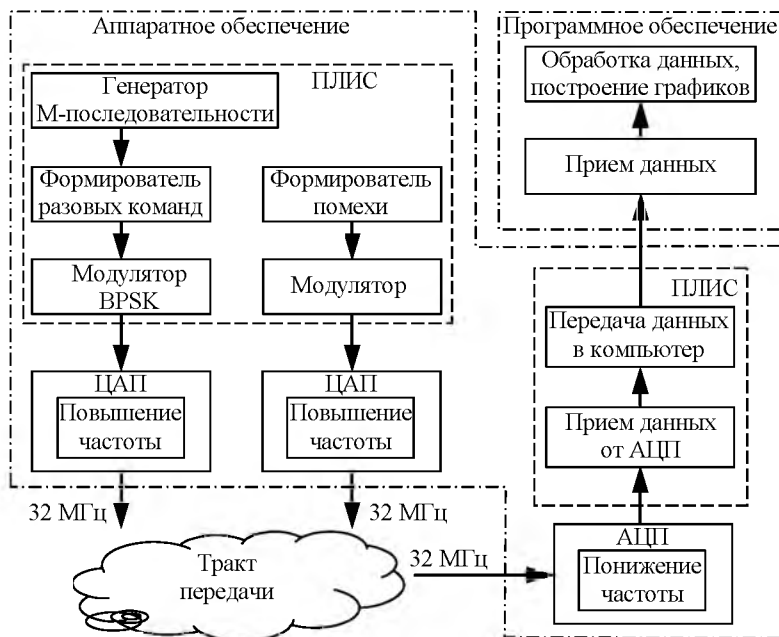 Аппаратное обеспечение
ПЛИС
Генератор
М-последовательности
Формирователь
разовых команд
Формирователь
помехи
Модулятор
BPSK
Модулятор
ЦАП
Повышение
частоты
ЦАП
Повышение
частоты
32 МГц
32 МГц
Тракт
передачи
32 МГц
Программное обеспечение
Обработка данных,
построение графиков
Прием данных
ПЛИС
Передача данных
в компьютер
Прием данных
от АЦП
АЦП
Понижение
частоты